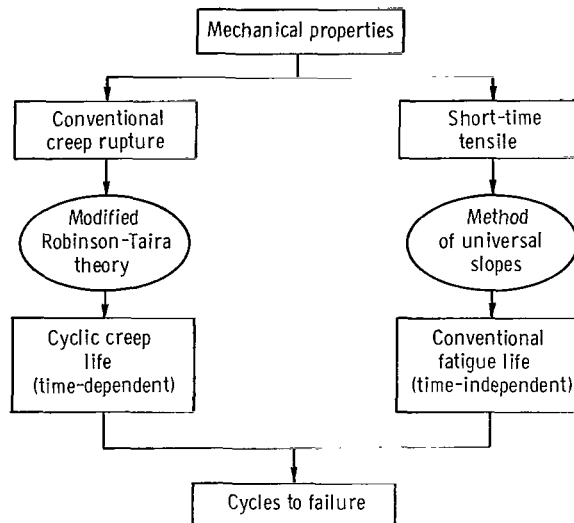 Mechanical properties
Conventional
creep rupture
Short-time
tensile
Modified
Robinson-Taira
theory
Method
of universal
slopes
Cyclic creep
life
(time-dependent)
Conventional
fatigue life
(time-independent)
Cycles to failure